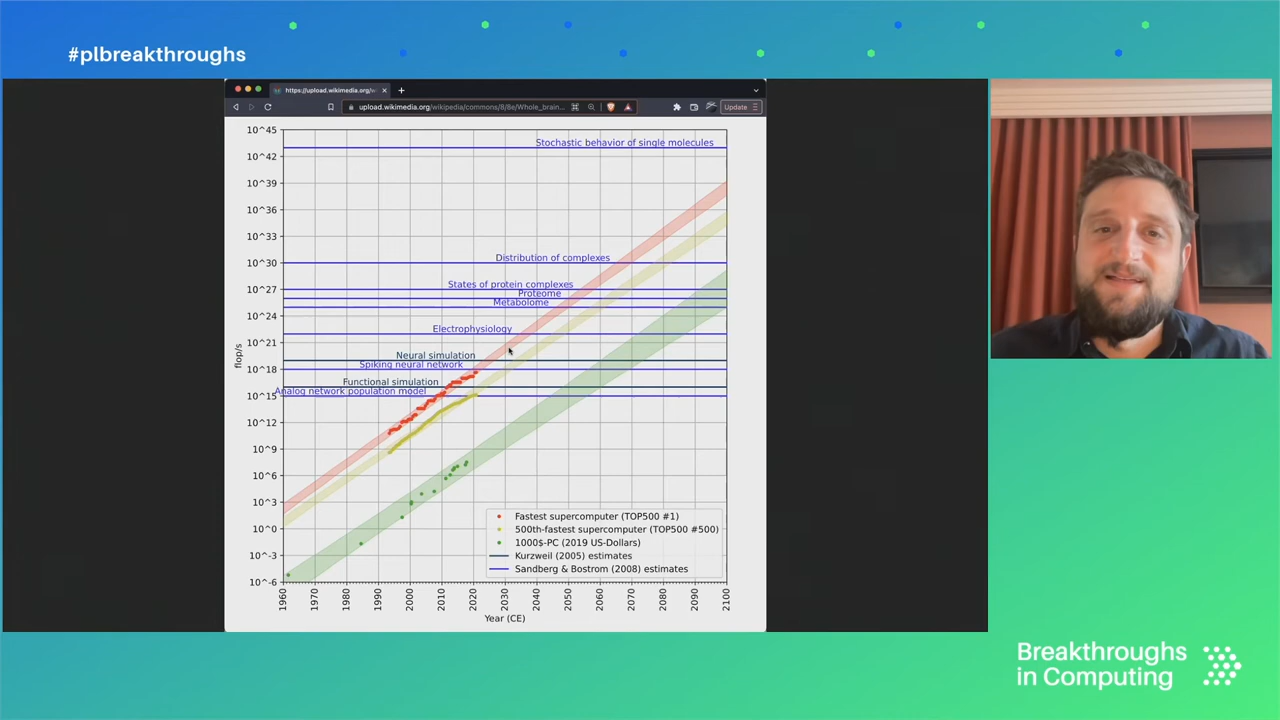 #plbreakthroughs
https://upload.wikimedia.org/w
Update
upload.wikimedia.org/wikipedia/commons/8/8e/Whole_brain...
10^45
Stochastic behavior of single molecules
10^42
10^39
10^36
10^33
10^30
Distribution of complexes
10^27
States of protein complexes
Proteome
Metabolome
10^24
Electrophysiology
10^21
flop/s
Neural simulation
10^18
Spiking neural network
Functional simulation
10^15
Analog network population model
10^12
10^9
10^6
10^3
10^0
10^-3
10^-6
Fastest supercomputer (TOP500 #1)
500th-fastest supercomputer (TOP500 #500)
1000$-PC (2019 US-Dollars)
Kurzweil (2005) estimates
Sandberg & Bostrom (2008) estimates
1960 1970 1980 1990 2000 2010 2020 2030 2040 2050 2060 2070 2080 2090 2100
Year (CE)
Breakthroughs
in Computing